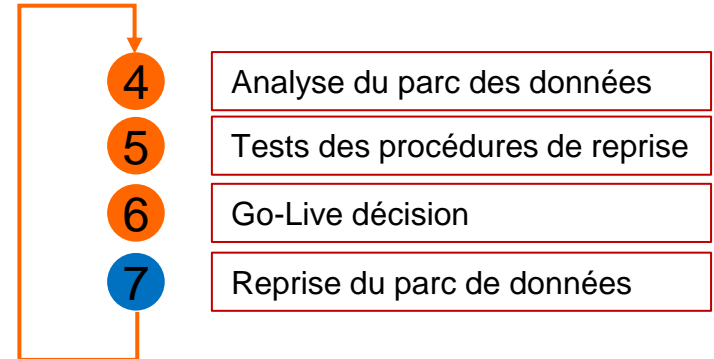 4 Analyse du parc des données
5 Tests des procédures de reprise
6 Go-Live décision
7 Reprise du parc de données